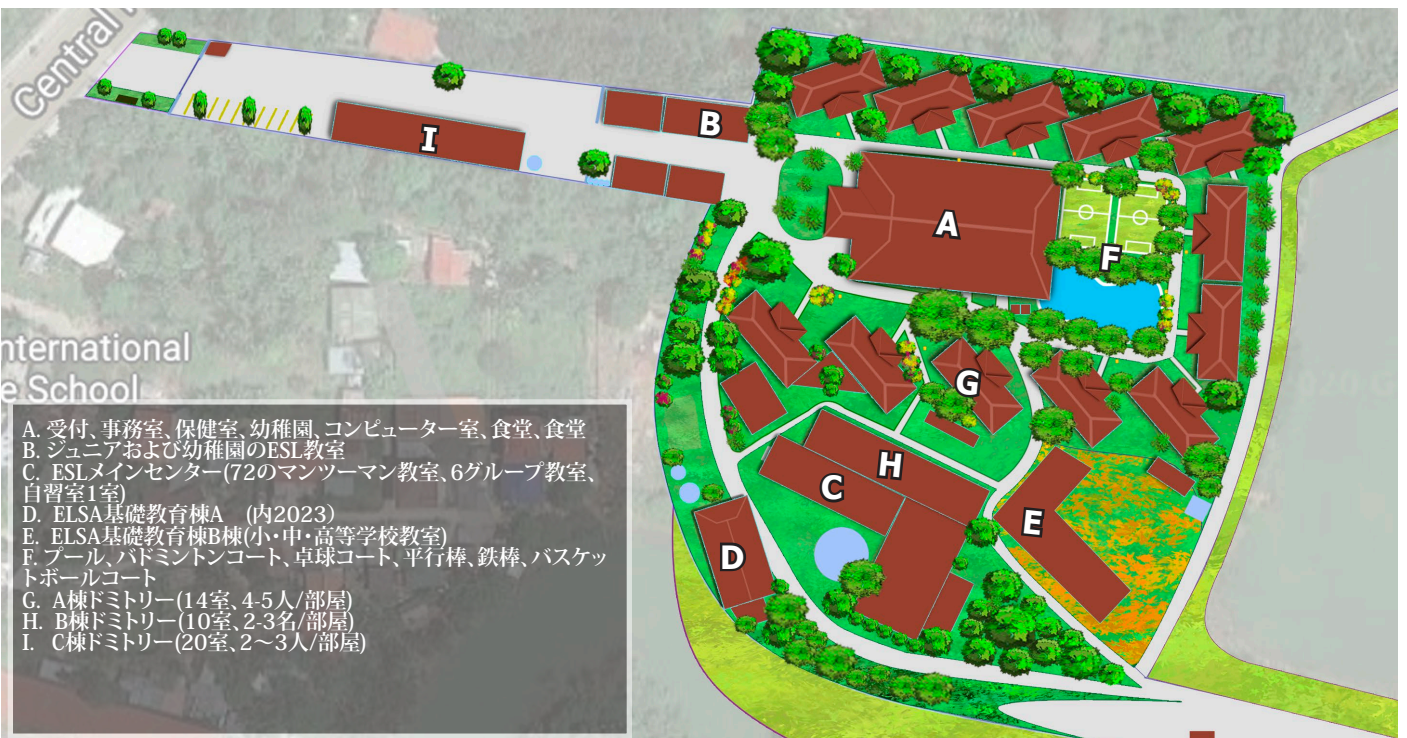 Central
I
B
A
F
nternational
e School
G
H
C
E
D
A. 受付、事務室、保健室、幼稚園、コンピューター室、食堂、食堂
B. ジュニアおよび幼稚園のESL教室
C. ESLメインセンター(72のマンツーマン教室、6グループ教室、
自習室1室)
D. ELSA基礎教育棟A (内2023)
E. ELSA基礎教育棟B棟(小・中・高等学校教室)
F. プール、バドミントンコート、卓球コート、平行棒、鉄棒、バスケッ
トボールコート
G. A棟ドミトリー(14室、4-5人/部屋)
H. B棟ドミトリー(10室、2-3名/部屋)
I. C棟ドミトリー(20室、2～3人/部屋)